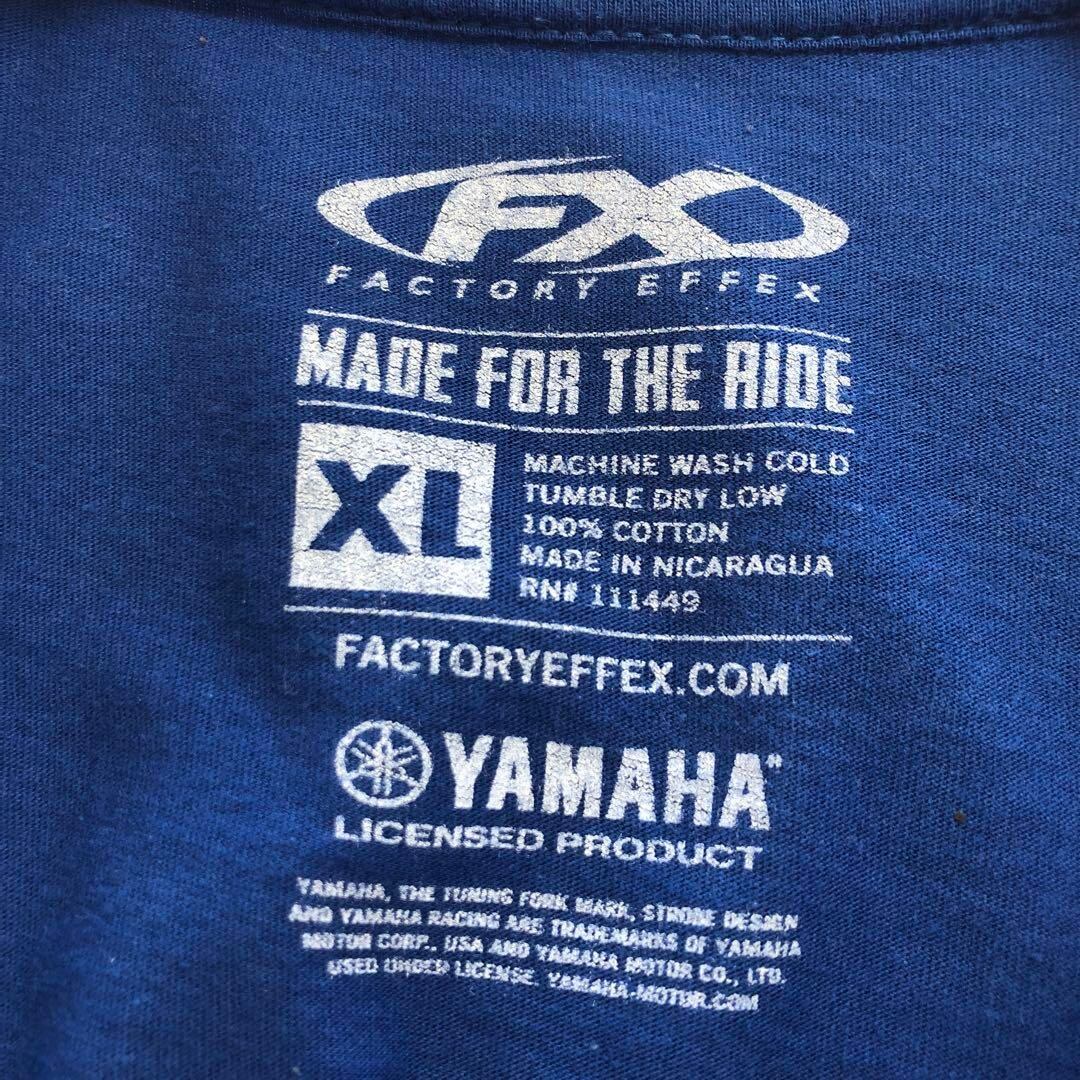 FX
FACTORY EFFEX
MADE FOR THE RIDE
XL
MACHINE WASH COLD
TUMBLE DRY LOW
100% COTTON
MADE IN NICARAGUA
RN# 111449
FACTORYEFFEX.COM
YAMAHA
LICENSED PRODUCT
YAMAHA, THE TUNING FORK MARK, STROBE DESIGN
AND YAMAHA RACING ARE TRADEMARKS OF YAMAHA
MOTOR CORP., USA AND YAMAHA MOTOR CO., LTD.
USED UNDER LICENSE. YAMAHA-MOTOR.COM